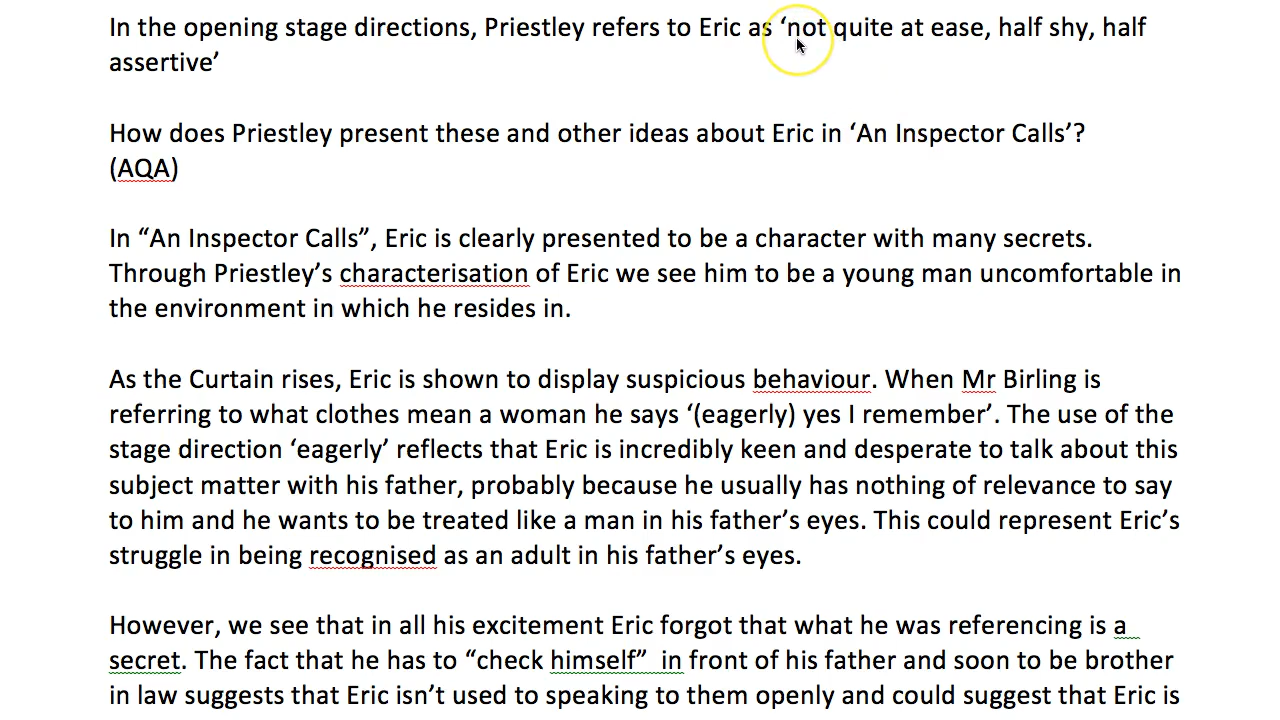 In the opening stage directions, Priestley refers to Eric as ‘not quite at ease, half shy, half
assertive’
How does Priestley present these and other ideas about Eric in ‘An Inspector Calls’?
(AQA)
In “An Inspector Calls”, Eric is clearly presented to be a character with many secrets.
Through Priestley’s characterisation of Eric we see him to be a young man uncomfortable in
the environment in which he resides in.
As the Curtain rises, Eric is shown to display suspicious behaviour. When Mr Birling is
referring to what clothes mean a woman he says ‘(eagerly) yes I remember’. The use of the
stage direction ‘eagerly’ reflects that Eric is incredibly keen and desperate to talk about this
subject matter with his father, probably because he usually has nothing of relevance to say
to him and he wants to be treated like a man in his father’s eyes. This could represent Eric’s
struggle in being recognised as an adult in his father’s eyes.
However, we see that in all his excitement Eric forgot that what he was referencing is a
secret. The fact that he has to “check himself”  in front of his father and soon to be brother
in law suggests that Eric isn’t used to speaking to them openly and could suggest that Eric is